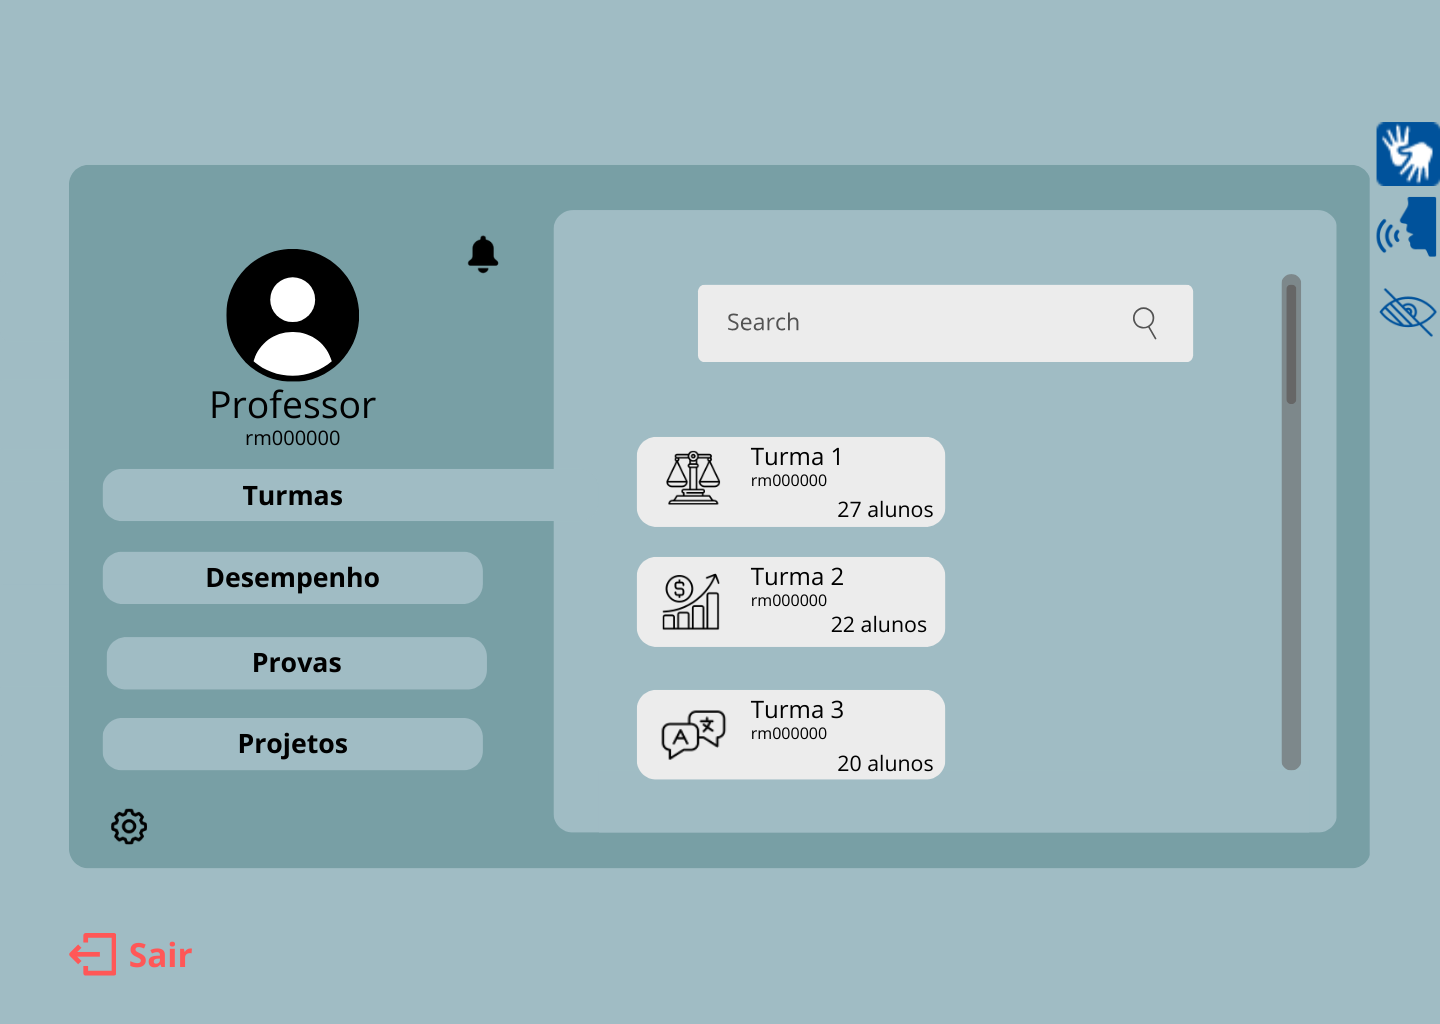 Professor
rm000000
Turmas
Desempenho
Provas
Projetos
Search
Turma 1
rm000000
27 alunos
Turma 2
rm000000
22 alunos
Turma 3
rm000000
20 alunos
Sair